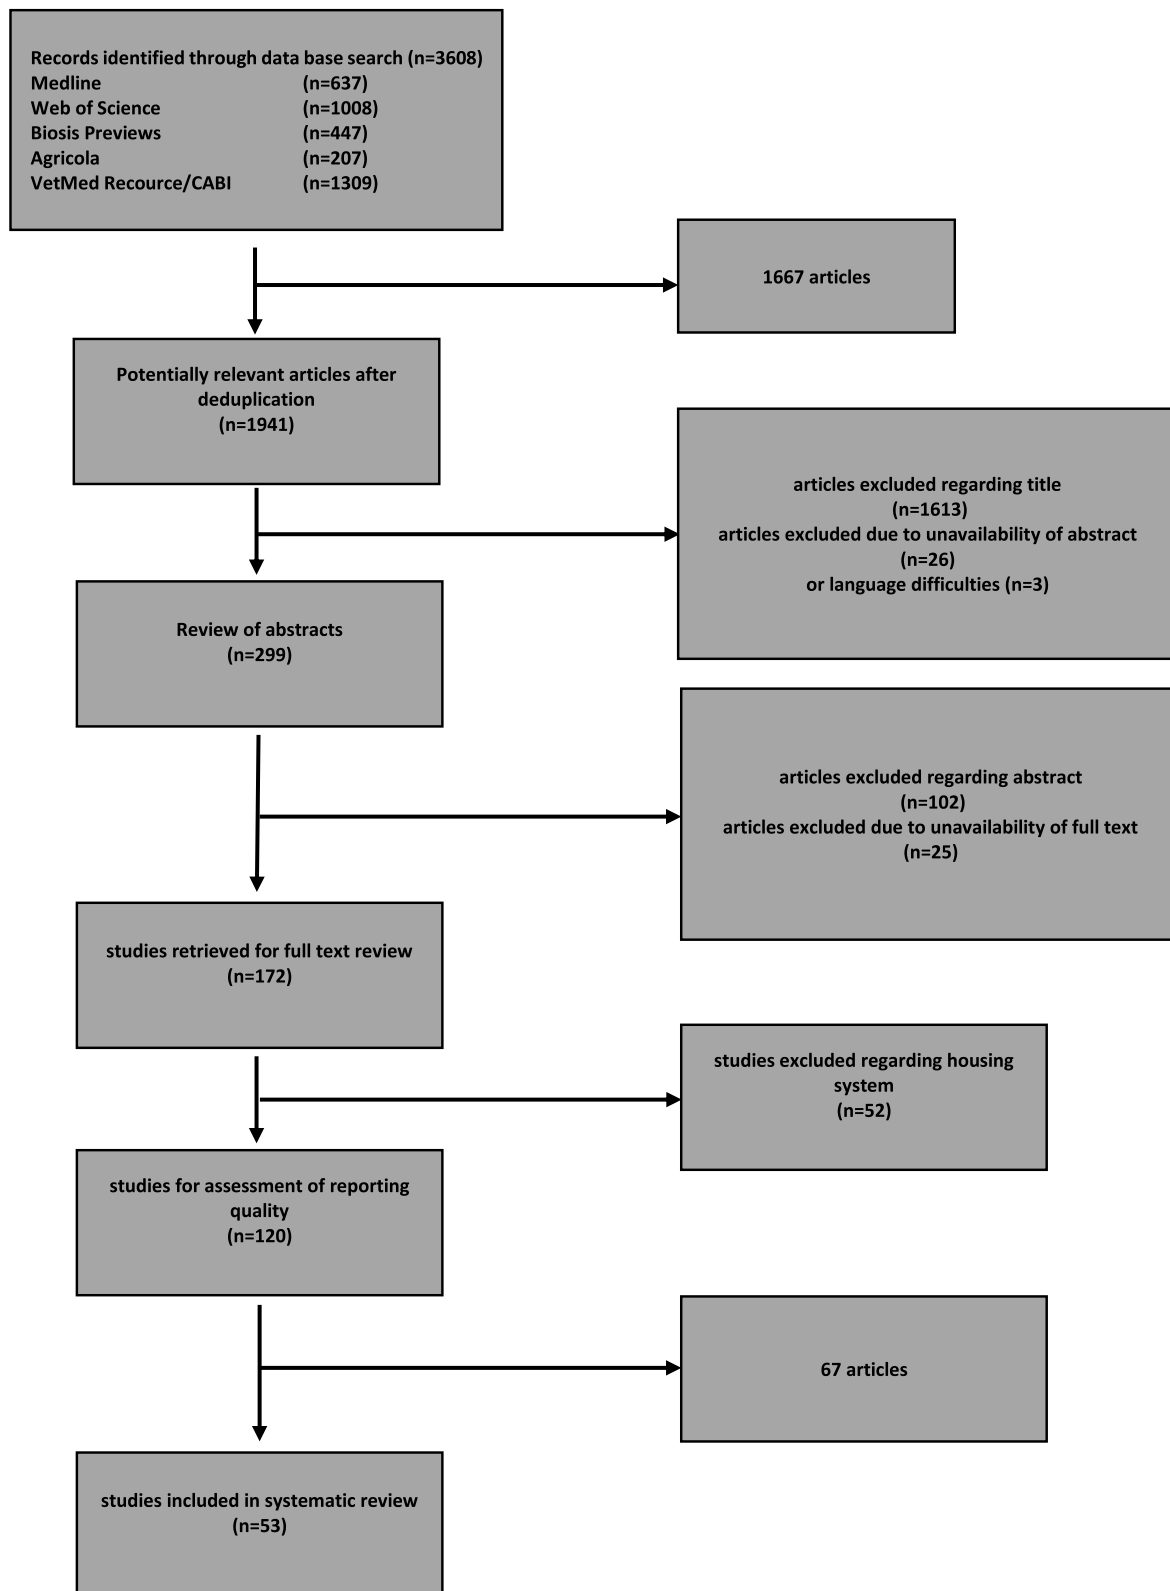 Records identified through data base search (n=3608)
Medline (n=637)
Web of Science (n=1008)
Biosis Previews (n=447)
Agricola (n=207)
VetMed Recource/CABI (n=1309)
1667 articles
Potentially relevant articles after
deduplication
(n=1941)
articles excluded regarding title
(n=1613)
articles excluded due to unavailability of abstract
(n=26)
or language difficulties (n=3)
Review of abstracts
(n=299)
articles excluded regarding abstract
(n=102)
articles excluded due to unavailability of full text
(n=25)
studies retrieved for full text review
(n=172)
studies excluded regarding housing
system
(n=52)
studies for assessment of reporting
quality
(n=120)
67 articles
studies included in systematic review
(n=53)